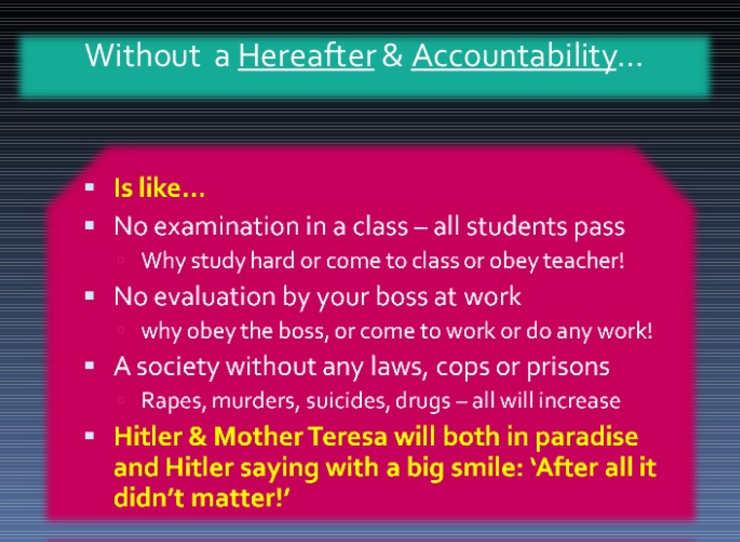 Without a Hereafter & Accountability...
Is like...
No examination in a class – all students pass
Why study hard or come to class or obey teacher!
No evaluation by your boss at work
why obey the boss, or come to work or do any work!
A society without any laws, cops or prisons
Rapes, murders, suicides, drugs – all will increase
Hitler & Mother Teresa will both in paradise
and Hitler saying with a big smile: ‘After all it
didn’t matter!’